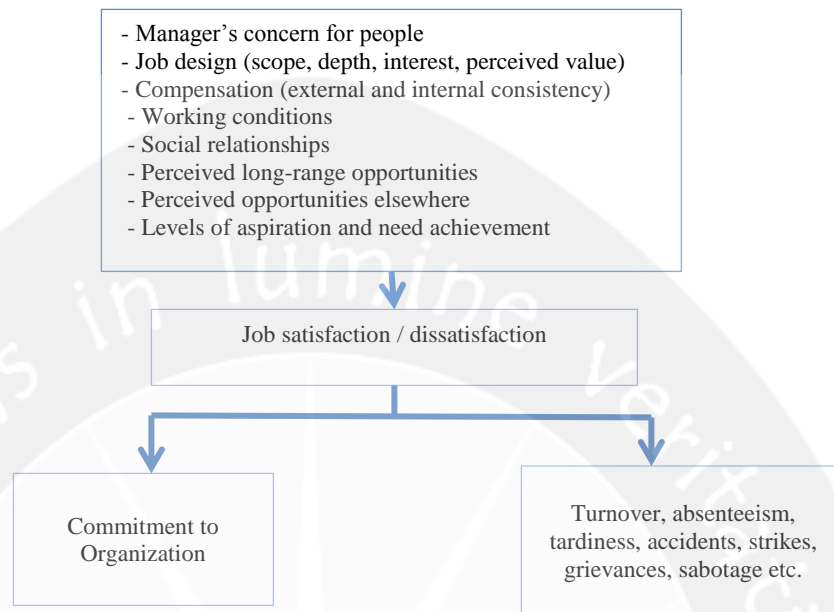 - Manager's concern for people
- Job design (scope, depth, interest, perceived value)
- Compensation (external and internal consistency)
- Working conditions
- Social relationships
- Perceived long-range opportunities
- Perceived opportunities elsewhere
- Levels of aspiration and need achievement
in lumine
Job satisfaction / dissatisfaction
Commitment to
Organization
Turnover, absenteeism,
tardiness, accidents, strikes,
grievances, sabotage etc.